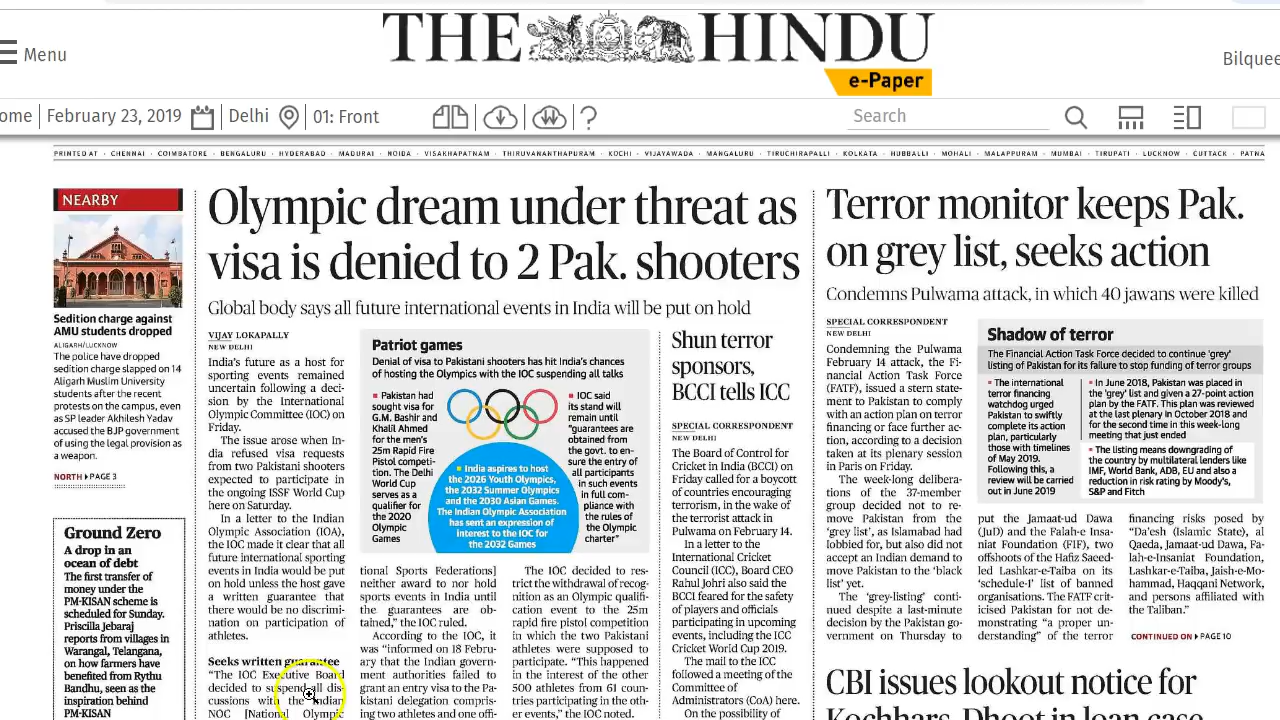 THE HINDU
e-Paper
Menu
Bilquee
ome
February 23, 2019
Delhi
01: Front
?
Search
PRINTED AT · CHENNAI · COIMBATORE · BENGALURU · HYDERABAD · MADURAI · NOIDA · VISAKHAPATNAM · THIRUVANANTHAPURAM · KOCHI · VIJAYAWADA · MANGALURU · TIRUCHIRAPALLI · KOLKATA · HUBBALLI · MOHALI · MALAPPURAM · MUMBAI · TIRUPATI · LUCKNOW · CUTTACK · PATNA
NEARBY
Sedition charge against
AMU students dropped
ALIGARH/LUCKNOW
The police have dropped
sedition charge slapped on 14
Aligarh Muslim University
students after the recent
protests on the campus, even
as SP leader Akhilesh Yadav
accused the BJP government
of using the legal provision as
a weapon.
NORTH ▶ PAGE 3
Ground Zero
A drop in an
ocean of debt
The first transfer of
money under the
PM-KISAN scheme is
scheduled for Sunday.
Priscilla Jebaraj
reports from villages in
Warangal, Telangana,
on how farmers have
benefited from Rythu
Bandhu, seen as the
inspiration behind
PM-KISAN
Olympic dream under threat as
visa is denied to 2 Pak. shooters
Global body says all future international events in India will be put on hold
VIJAY LOKAPALLY
NEW DELHI
India's future as a host for
sporting events remained
uncertain following a deci-
sion by the International
Olympic Committee (IOC) on
Friday.
The issue arose when In-
dia refused visa requests
from two Pakistani shooters
expected to participate in
the ongoing ISSF World Cup
here on Saturday.
In a letter to the Indian
Olympic Association (IOA),
the IOC made it clear that all
future international sporting
events in India would be put
on hold unless the host gave
a written guarantee that
there would be no discrimi-
nation on participation of
athletes.
Seeks written guarantee
"The IOC Executive Board
decided to suspend all dis-
cussions with the Indian
NOC [National Olympic
Patriot games
Denial of visa to Pakistani shooters has hit India's chances
of hosting the Olympics with the IOC suspending all talks
■ Pakistan had
sought visa for
G.M. Bashir and
Khalil Ahmed
for the men's
25m Rapid Fire
Pistol competi-
tion. The Delhi
World Cup
serves as a
qualifier for
the 2020
Olympic
Games
■ India aspires to host
the 2026 Youth Olympics,
the 2032 Summer Olympics
and the 2030 Asian Games.
The Indian Olympic Association
has sent an expression of
interest to the IOC for
the 2032 Games
■ IOC said
its stand will
remain until
"guarantees are
obtained from
the govt. to en-
sure the entry of
all participants
in such events
in full com-
pliance with
the rules of
the Olympic
charter"
tional Sports Federations]
neither award to nor hold
sports events in India until
the guarantees are ob-
tained," the IOC ruled.
According to the IOC, it
was "informed on 18 Febru-
ary that the Indian govern-
ment authorities failed to
grant an entry visa to the Pa-
kistani delegation compris-
ing two athletes and one offi-
The IOC decided to res-
trict the withdrawal of recog-
nition as an Olympic qualifi-
cation event to the 25m
rapid fire pistol competition
in which the two Pakistani
athletes were supposed to
participate. "This happened
in the interest of the other
500 athletes from 61 coun-
tries participating in the oth-
er events," the IOC noted.
Shun terror
sponsors,
BCCI tells ICC
SPECIAL CORRESPONDENT
NEW DELHI
The Board of Control for
Cricket in India (BCCI) on
Friday called for a boycott
of countries encouraging
terrorism, in the wake of
the terrorist attack in
Pulwama on February 14.
In a letter to the
International Cricket
Council (ICC), Board CEO
Rahul Johri also said the
BCCI feared for the safety
of players and officials
participating in upcoming
events, including the ICC
Cricket World Cup 2019.
The mail to the ICC
followed a meeting of the
Committee of
Administrators (CoA) here.
On the possibility of
Terror monitor keeps Pak.
on grey list, seeks action
Condemns Pulwama attack, in which 40 jawans were killed
SPECIAL CORRESPONDENT
NEW DELHI
Condemning the Pulwama
February 14 attack, the Fi-
nancial Action Task Force
(FATF), issued a stern state-
ment to Pakistan to comply
with an action plan on terror
financing or face further ac-
tion, according to a decision
taken at its plenary session
in Paris on Friday.
The week-long delibera-
tions of the 37-member
group decided not to re-
move Pakistan from the
'grey list', as Islamabad had
lobbied for, but also did not
accept an Indian demand to
move Pakistan to the 'black
list' yet.
The 'grey-listing' conti-
nued despite a last-minute
decision by the Pakistan go-
vernment on Thursday to
Shadow of terror
The Financial Action Task Force decided to continue 'grey'
listing of Pakistan for its failure to stop funding of terror groups
■ The international
terror financing
watchdog urged
Pakistan to swiftly
complete its action
plan, particularly
those with timelines
of May 2019.
Following this, a
review will be carried
out in June 2019
■ In June 2018, Pakistan was placed in
the 'grey' list and given a 27-point action
plan by the FATF. This plan was reviewed
at the last plenary in October 2018 and
for the second time in this week-long
meeting that just ended
■ The listing means downgrading of
the country by multilateral lenders like
IMF, World Bank, ADB, EU and also a
reduction in risk rating by Moody's,
S&P and Fitch
put the Jamaat-ud Dawa
(JuD) and the Falah-e Insa-
niat Foundation (FIF), two
offshoots of the Hafiz Saeed-
led Lashkar-e-Taiba on its
'schedule-I' list of banned
organisations. The FATF crit-
icised Pakistan for not de-
monstrating "a proper un-
derstanding" of the terror
financing risks posed by
"Da'esh (Islamic State), al
Qaeda, Jamaat-ud Dawa, Fa-
lah-e-Insaniat Foundation,
Lashkar-e-Taiba, Jaish-e-Mo-
hammad, Haqqani Network,
and persons affiliated with
the Taliban."
CONTINUED ON ▶ PAGE 10
CBI issues lookout notice for
Kochhars, Dhoot in loan case